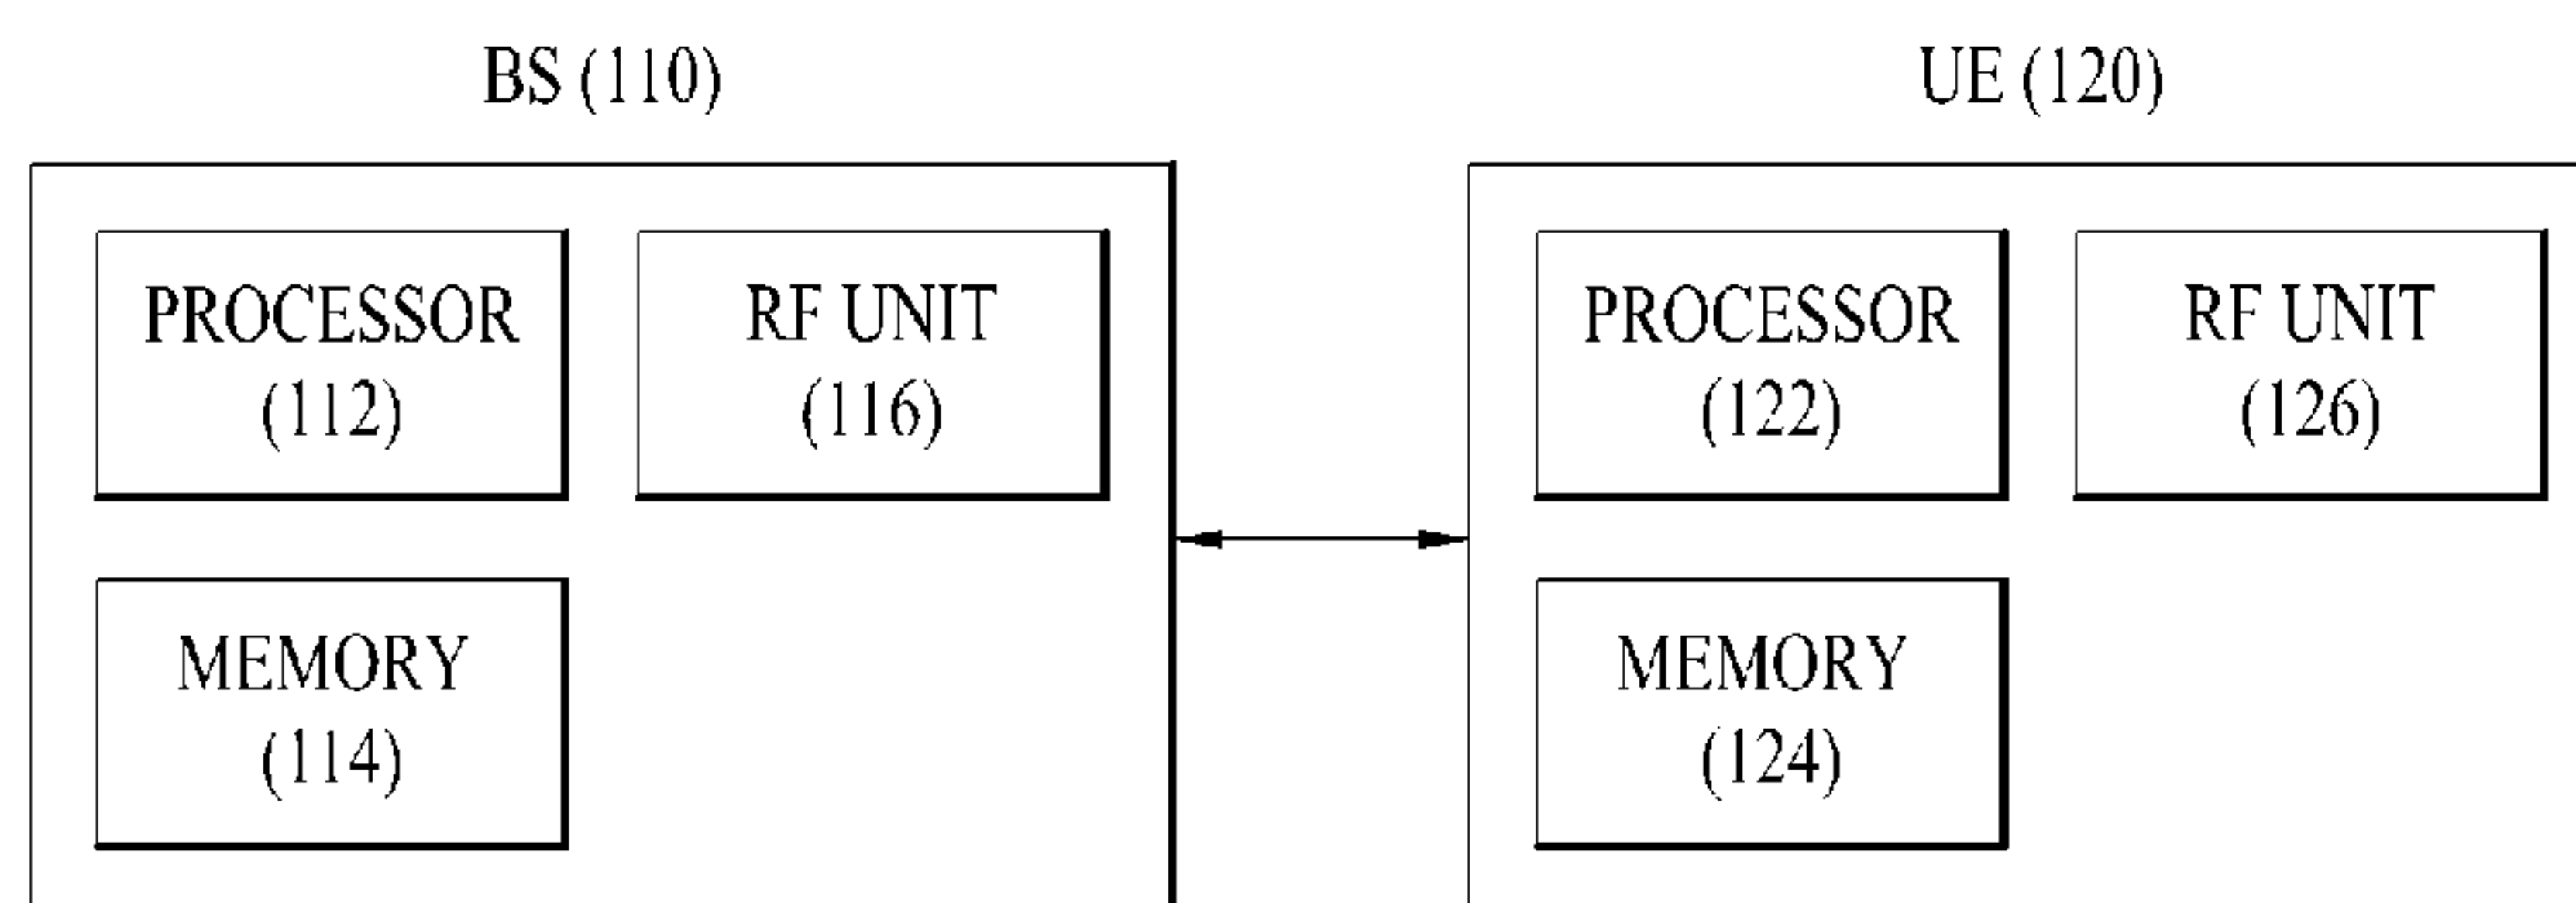 BS (110)
PROCESSOR
(112)
RF UNIT
(116)
MEMORY
(114)
UE (120)
PROCESSOR
(122)
RF UNIT
(126)
MEMORY
(124)